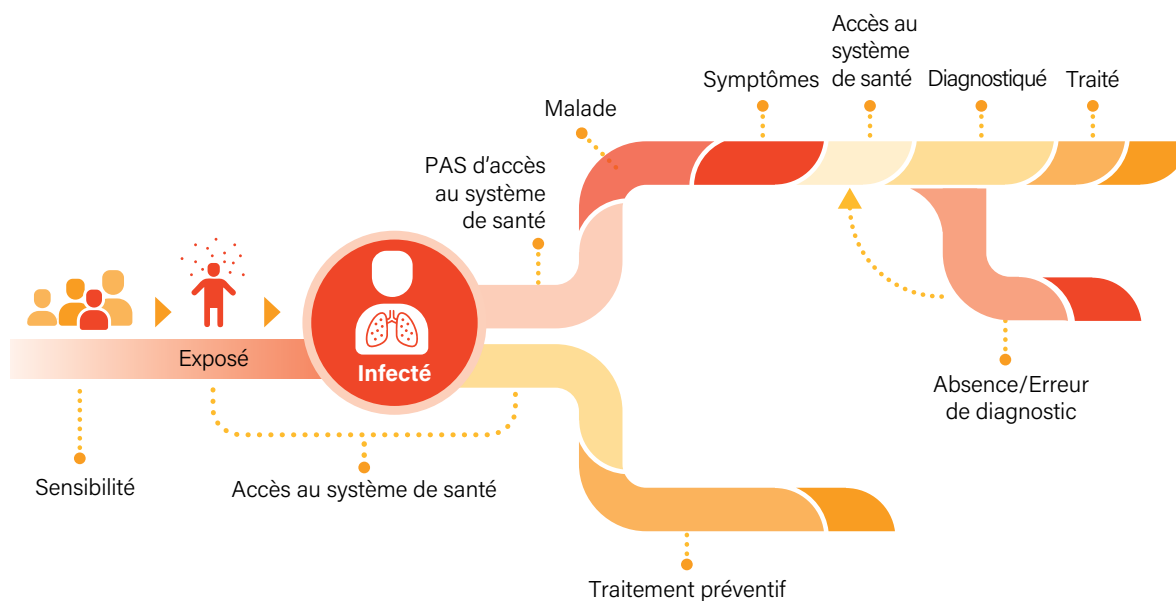 Accès au
système
de santé
Symptômes
Diagnostiqué
Traité
Malade
PAS d'accès
au système
de santé
Exposé
Infecté
Absence/Erreur
de diagnostic
Sensibilité
Accès au système de santé
Traitement préventif